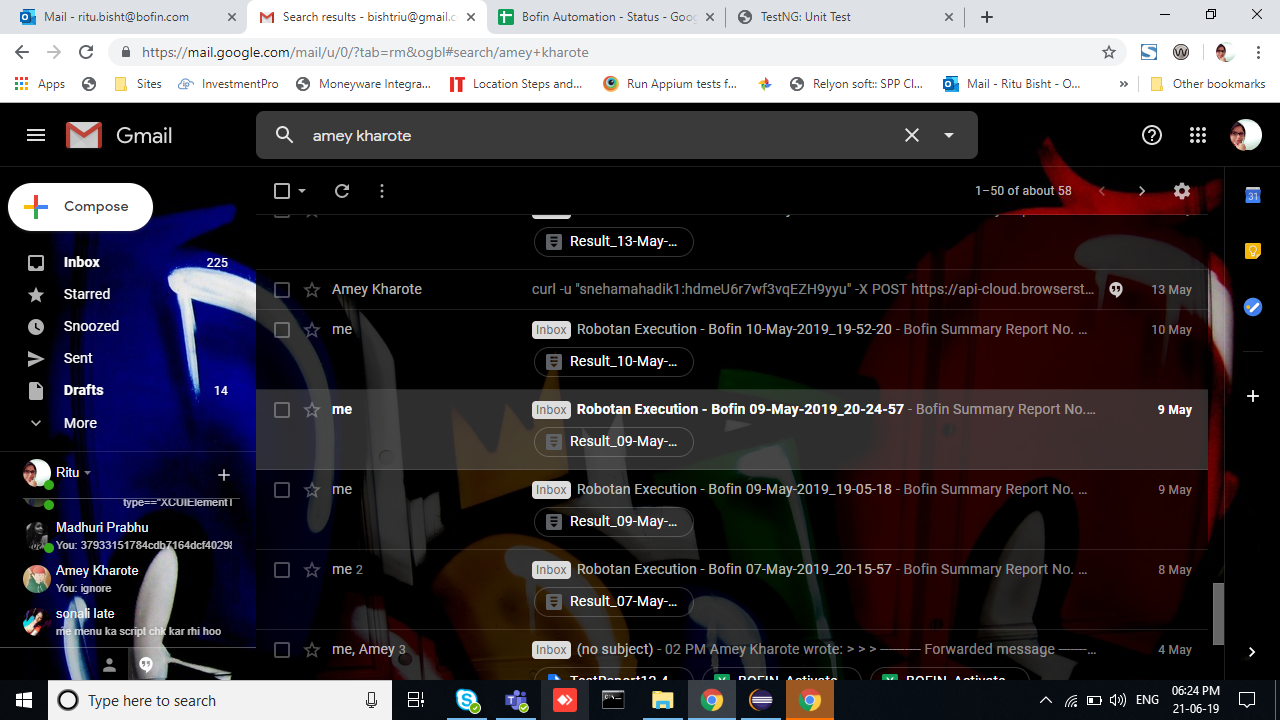 Mail - ritu.bisht@bofin.com
Search results - bishtriu@gmail.c
Bofin Automation - Status - Goog
TestNG: Unit Test
https://mail.google.com/mail/u/0/?tab=rm&ogbl#search/amey+kharote
Apps
Sites
InvestmentPro
Moneyware Integra...
IT
Location Steps and...
Run Appium tests f...
Relyon soft:: SPP Cl...
Mail - Ritu Bisht - O...
»
Other bookmarks
Gmail
amey kharote
Compose
1–50 of about 58
31
Inbox 225
Starred
Snoozed
Sent
Drafts 14
More
Ritu
type=="XCUIElementT
Madhuri Prabhu
You: 37933151784cdb7164dcf40298
Amey Kharote
You: ignore
sonali late
me menu ka script chk kar rhi hoo
Result_13-May-...
Amey Kharote curl -u "snehamahadik1:hdmeU6r7wf3vqEZH9yyu" -X POST https://api-cloud.browserst... 13 May
me Inbox Robotan Execution - Bofin 10-May-2019_19-52-20 - Bofin Summary Report No. ... 10 May
Result_10-May-...
me Inbox Robotan Execution - Bofin 09-May-2019_20-24-57 - Bofin Summary Report No.... 9 May
Result_09-May-...
me Inbox Robotan Execution - Bofin 09-May-2019_19-05-18 - Bofin Summary Report No. ... 9 May
Result_09-May-...
me 2 Inbox Robotan Execution - Bofin 07-May-2019_20-15-57 - Bofin Summary Report No. ... 8 May
Result_07-May-...
me, Amey 3 Inbox (no subject) - 02 PM Amey Kharote wrote: > > > ---------- Forwarded message ------... 4 May
Type here to search
ENG
06:24 PM
21-06-19